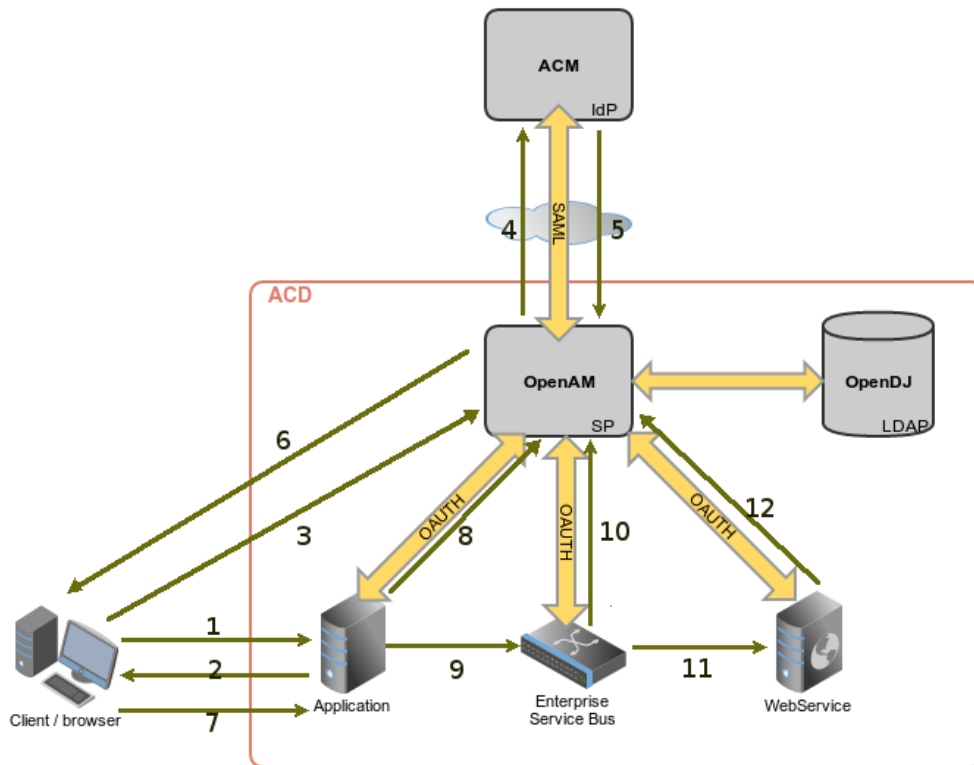 ACM
IdP
4
SAML
5
ACD
OpenAM
SP
OpenDJ
LDAP
6
3
OAUTH
8
OAUTH
10
OAUTH
12
1
2
7
9
11
Client / browser
Application
Enterprise
Service Bus
WebService